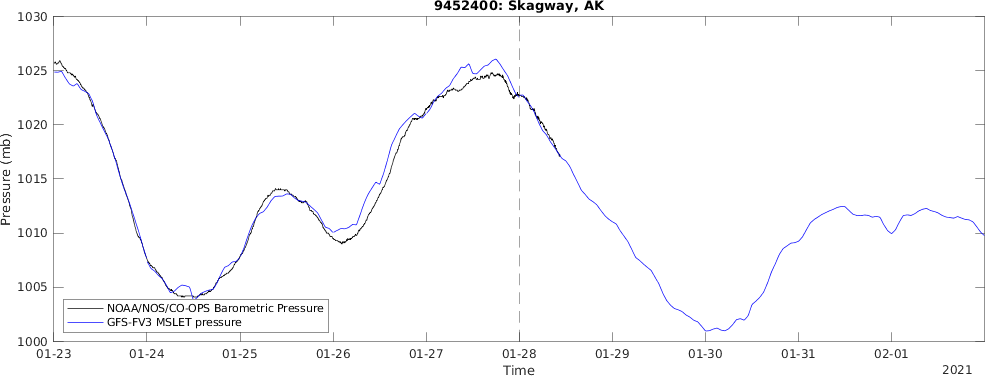 9452400: Skagway, AK
Pressure (mb)
1030
1025
1020
1015
1010
1005
1000
NOAA/NOS/CO-OPS Barometric Pressure
GFS-FV3 MSLET pressure
01-23 01-24 01-25 01-26 01-27 01-28 01-29 01-30 01-31 02-01
Time
2021